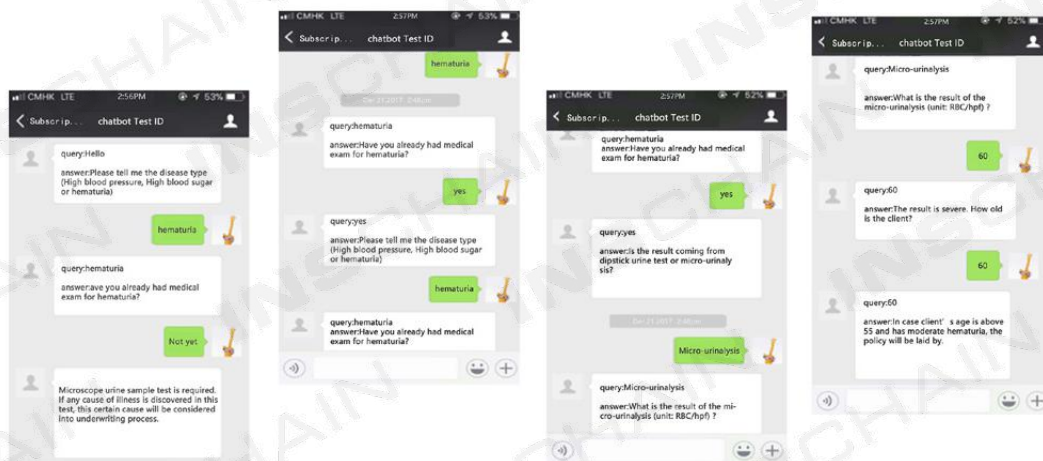 CMHK LTE 2:56PM 53%
Subscrip... chatbot Test ID
query:Hello
answer:Please tell me the disease type
(High blood pressure, High blood sugar
or hematuria)
hematuria
query:hematuria
answer:ave you already had medical
exam for hematuria?
Not yet
Microscope urine sample test is required.
If any cause of illness is discovered in this
test, this certain cause will be considered
into underwriting process.
CMHK LTE 2:57PM 53%
Subscrip... chatbot Test ID
hematuria
query:hematuria
answer:Have you already had medical
exam for hematuria?
yes
query:yes
answer:Please tell me the disease type
(High blood pressure, High blood sugar
or hematuria)
hematuria
query:hematuria
answer:Have you already had medical
exam for hematuria?
CMHK LTE 2:57PM 52%
Subscrip... chatbot Test ID
query:hematuria
answer:Have you already had medical
exam for hematuria?
yes
query:yes
answer:is the result coming from
dipstick urine test or micro-urinaly
sis?
Micro-urinalysis
query:Micro-urinalysis
answer:What is the result of the mi-
cro-urinalysis (unit: RBC/hpf) ?
CMHK LTE 2:57PM 52%
Subscrip... chatbot Test ID
query:Micro-urinalysis
answer:What is the result of the
micro-urinalysis (unit: RBC/hpf) ?
60
query:60
answer:The result is severe. How old
is the client?
60
query:60
answer:In case client' s age is above
55 and has moderate hematuria, the
policy will be laid by.
INSCHAIN